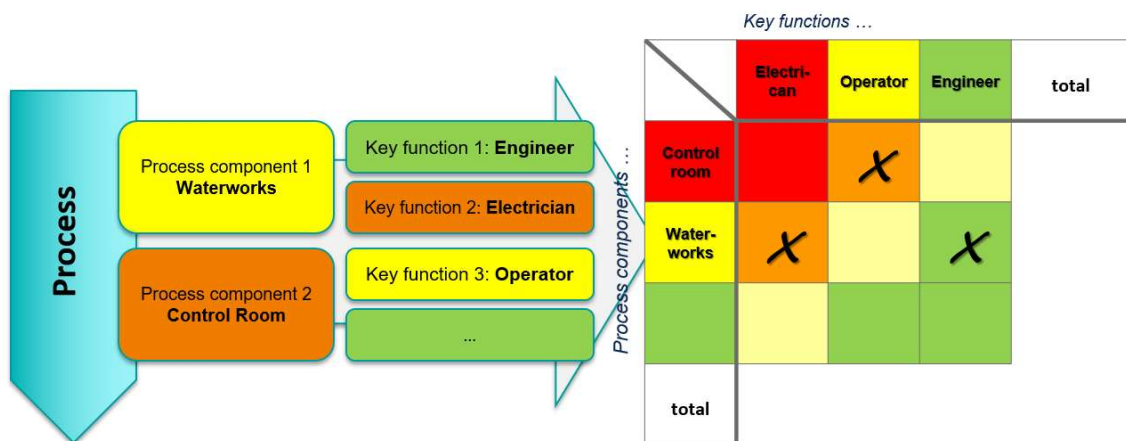 Process
Process component 1
Waterworks
Process component 2
Control Room
Key function 1: Engineer
Key function 2: Electrician
Key function 3: Operator
...
Process components ...
Key functions ...
Electri-
can
Operator
Engineer
total
Control
room
X
Water-
works
X
X
total